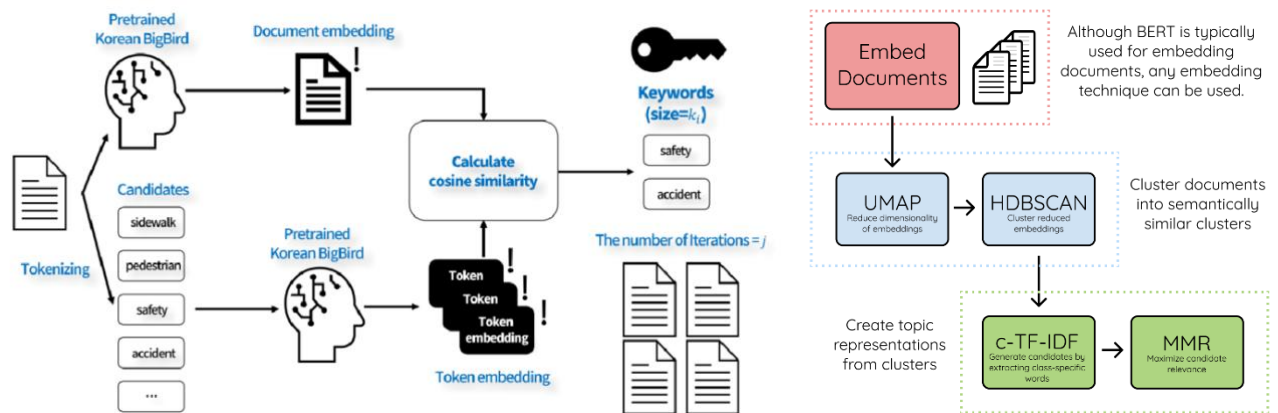 Pretrained
Korean BigBird
Document embedding
!
Tokenizing
Candidates
sidewalk
pedestrian
safety
accident
...
Pretrained
Korean BigBird
Token
!
Token
!
Token
embedding
!
Token embedding
Calculate
cosine similarity
Keywords
(size=kᵢ)
safety
accident
The number of Iterations = j
Embed
Documents
Although BERT is typically
used for embedding
documents, any embedding
technique can be used.
UMAP
Reduce dimensionality
of embeddings
HDBSCAN
Cluster reduced
embeddings
Cluster documents
into semantically
similar clusters
Create topic
representations
from clusters
c-TF-IDF
Generate candidates by
extracting class-specific
words
MMR
Maximize candidate
relevance